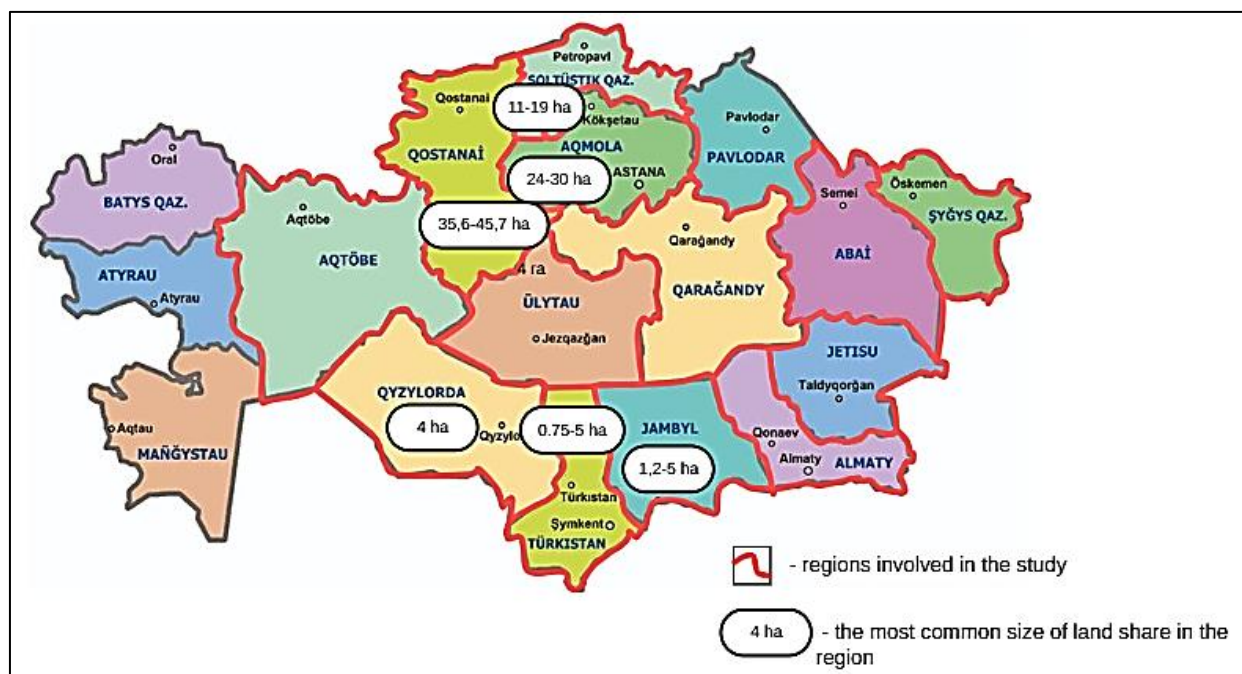 Petropavl
SOLTÜSTIK QAZ.
Qostanai
11-19 ha
Kökşetau
Pavlodar
QOSTANAİ
AQMOLA
PAVLODAR
Oral
24-30 ha
ASTANA
Semei
Öskemen
BATYS QAZ.
Aqtöbe
35,6-45,7 ha
Qarağandy
ŞYĞYS QAZ.
AQTÖBE
ABAİ
ATYRAU
4 га
Atyrau
ÜLYTAU
QARAĞANDY
Jezqazğan
JETISU
QYZYLORDA
Taldyqorğan
Aqtau
4 ha
Qyzylo
0.75-5 ha
JAMBYL
Qonaev
MAÑĞYSTAU
1,2-5 ha
Almaty
ALMATY
Türkıstan
Şymkent
TÜRKISTAN
- regions involved in the study
4 ha
- the most common size of land share in the
region